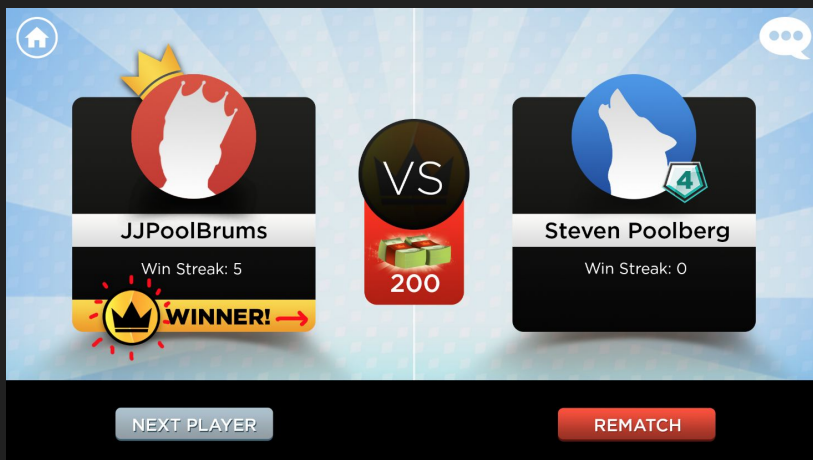 JJPoolBrums
Win Streak: 5
WINNER!
VS
200
4
Steven Poolberg
Win Streak: 0
NEXT PLAYER
REMATCH